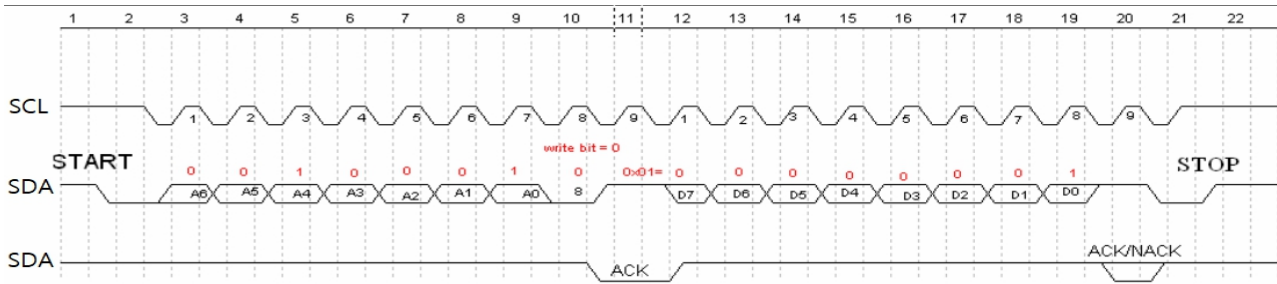 1 2 3 4 5 6 7 8 9 10 11 12 13 14 15 16 17 18 19 20 21 22
SCL 1 2 3 4 5 6 7 8 9 1 2 3 4 5 6 7 8 9
write bit = 0
START 0 0 1 0 0 0 1 0 0x01= 0 0 0 0 0 0 0 1 STOP
SDA A6 A5 A4 A3 A2 A1 A0 8 D7 D6 D5 D4 D3 D2 D1 D0
ACK/NACK
SDA ACK